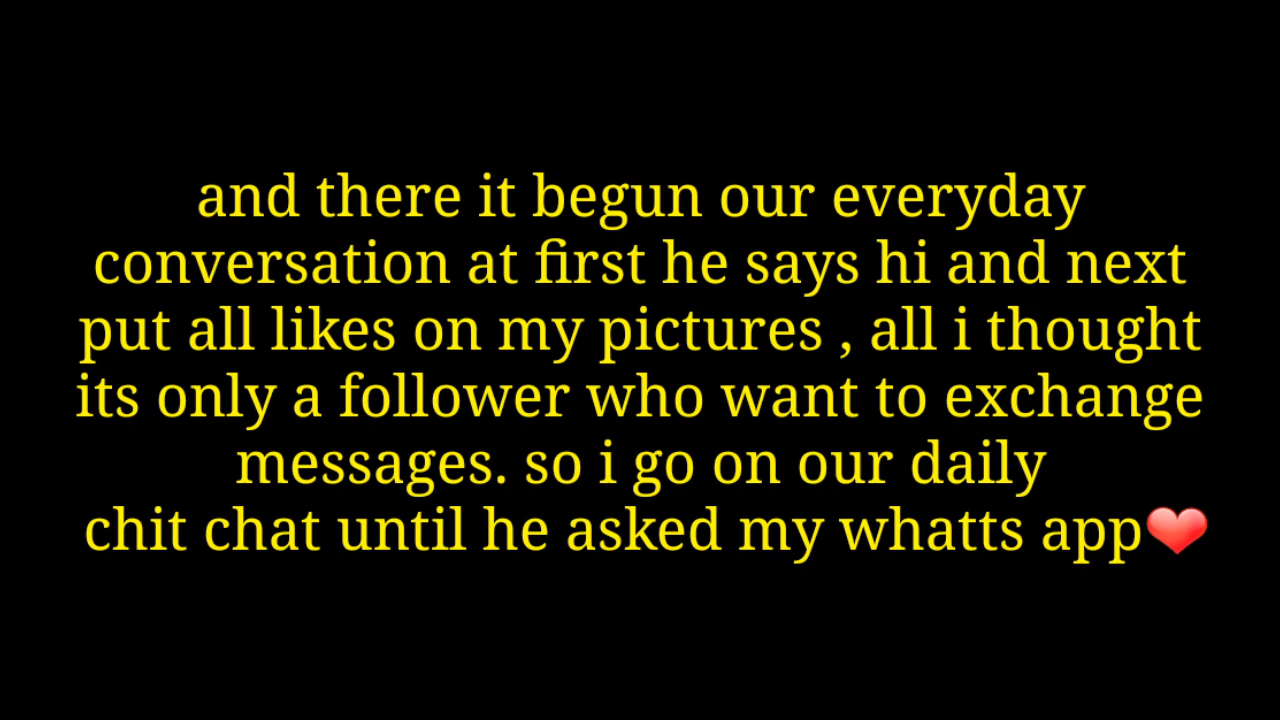 and there it begun our everyday
conversation at first he says hi and next
put all likes on my pictures , all i thought
its only a follower who want to exchange
messages. so i go on our daily
chit chat until he asked my whatts app❤️